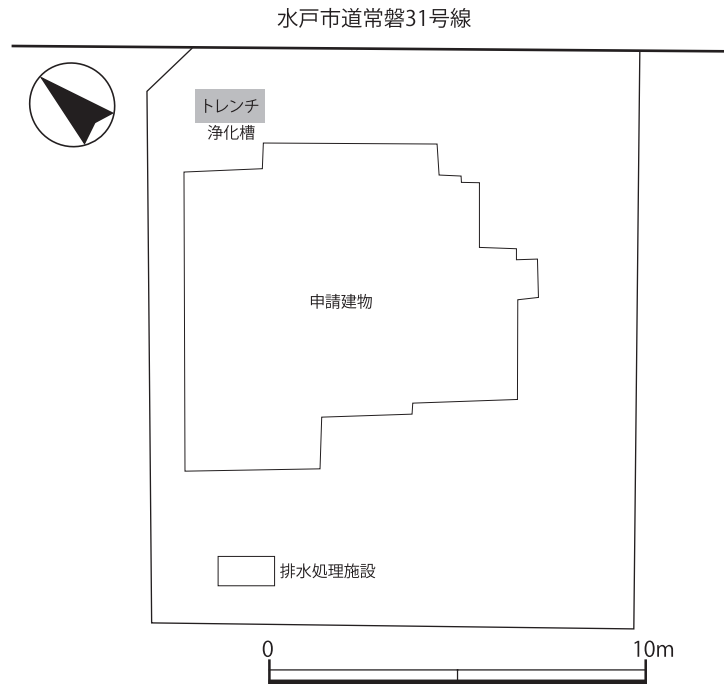 水戸市道常磐31号線
トレンチ
浄化槽
申請建物
排水処理施設
0
10m